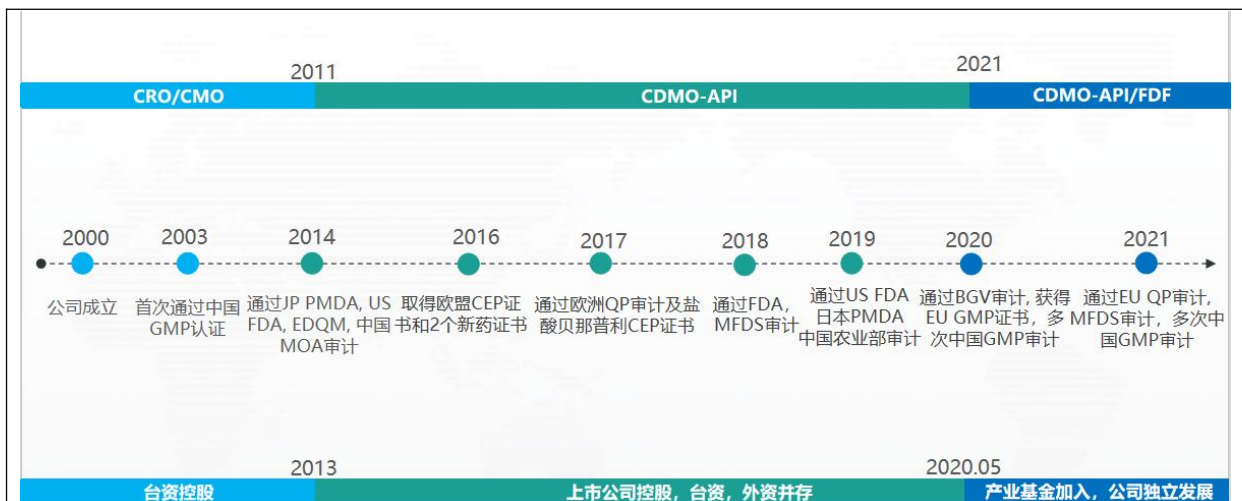 2011
2021
CRO/CMO
CDMO-API
CDMO-API/FDF
2000
2003
2014
2016
2017
2018
2019
2020
2021
公司成立
首次通过中国
GMP认证
通过JP PMDA, US
FDA, EDQM, 中国
MOA审计
取得欧盟CEP证
书和2个新药证书
通过欧洲QP审计及盐
酸贝那普利CEP证书
通过FDA，
MFDS审计
通过US FDA
日本PMDA
中国农业部审计
通过BGV审计, 获得
EU GMP证书，多
次中国GMP审计
通过EU QP审计,
MFDS审计，多次中
国GMP审计
2013
2020.05
台资控股
上市公司控股，台资，外资并存
产业基金加入，公司独立发展